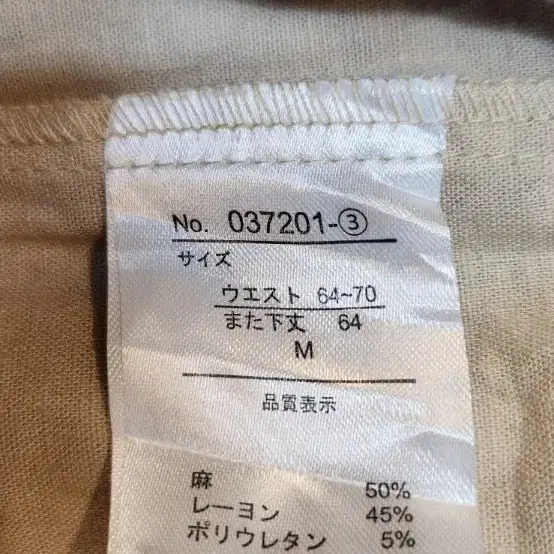 No. 037201-③
サイズ
ウエスト 64~70
また下丈 64
M
品質表示
麻 50%
レーヨン 45%
ポリウレタン 5%